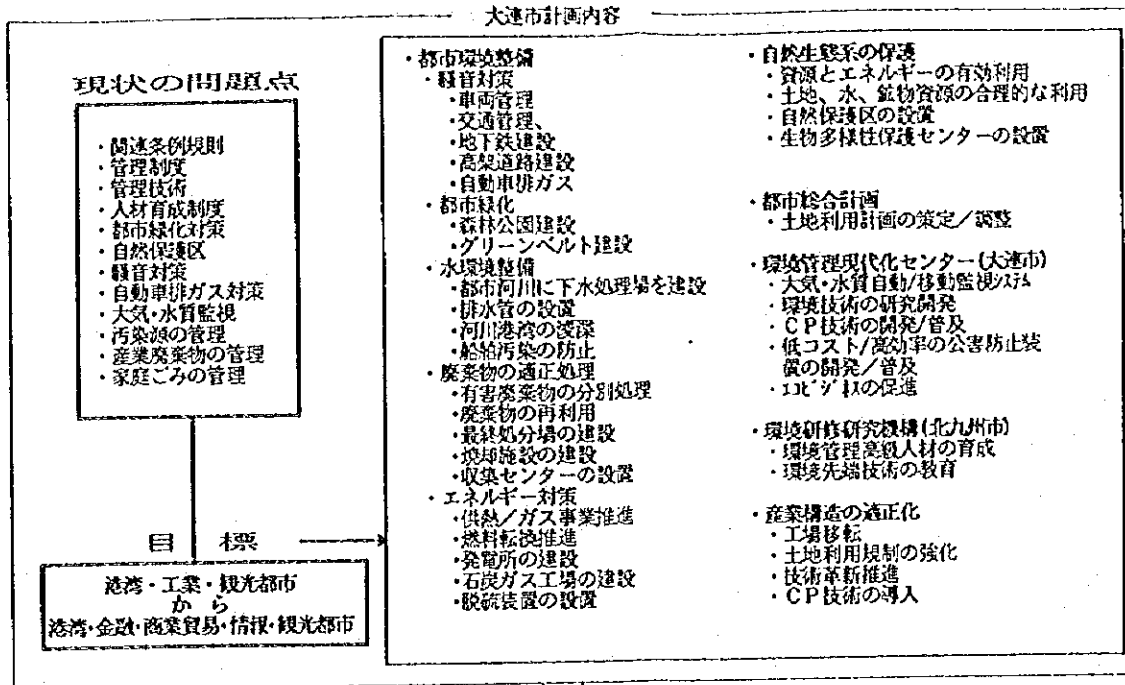 大連市計画内容
現状の問題点
・関連条例規則
・管理制度
・管理技術
・人材育成制度
・都市緑化対策
・自然保護区
・騒音対策
・自動車排ガス対策
・大気・水質監視
・汚染源の管理
・産業廃棄物の管理
・家庭ごみの管理
目標
港湾・工業・観光都市
から
港湾・金融・商業貿易・情報・観光都市
・都市環境整備
・騒音対策
・車両管理
・交通管理、
・地下鉄建設
・高架道路建設
・自動車排ガス
・都市緑化
・森林公園建設
・グリーンベルト建設
・水環境整備
・都市河川に下水処理場を建設
・排水管の設置
・河川港湾の浚渫
・船舶汚染の防止
・廃棄物の適正処理
・有害廃棄物の分別処理
・廃棄物の再利用
・最終処分場の建設
・焼却施設の建設
・収集センターの設置
・エネルギー対策
・供熱／ガス事業推進
・燃料転換推進
・発電所の建設
・石炭ガス工場の建設
・脱硫装置の設置
・自然生態系の保護
・資源とエネルギーの有効利用
・土地、水、鉱物資源の合理的な利用
・自然保護区の設置
・生物多様性保護センターの設置
・都市総合計画
・土地利用計画の策定／調整
・環境管理現代化センター(大連市)
・大気・水質自動/移動監視システム
・環境技術の研究開発
・ＣＰ技術の開発/普及
・低コスト/高効率の公害防止装
置の開発／普及
・エコビジネスの促進
・環境研修研究機構(北九州市)
・環境管理高級人材の育成
・環境先端技術の教育
・産業構造の適正化
・工場移転
・土地利用規制の強化
・技術革新推進
・ＣＰ技術の導入